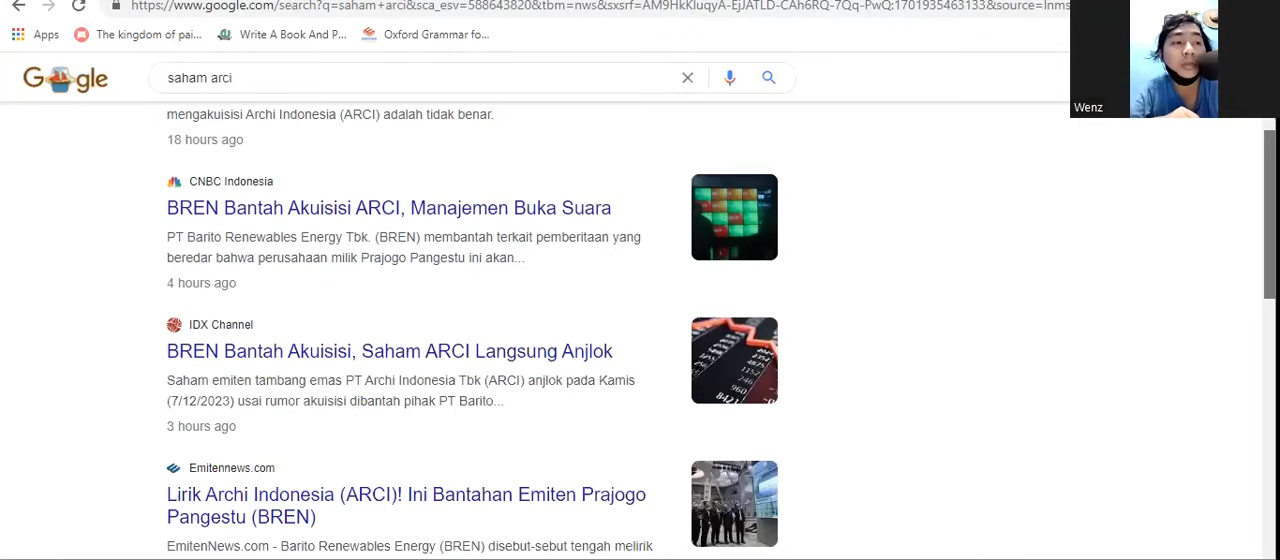 https://www.google.com/search?q=saham+arci&sca_esv=588643820&tbm=nws&sxsrf=AM9HkKluqyA-EjJATLD-CAh6RQ-7Qq-PwQ:1701935463133&source=lnms
Apps The kingdom of pai... Write A Book And P... Oxford Grammar fo...
Google
saham arci
Wenz
mengakuisisi Archi Indonesia (ARCI) adalah tidak benar.
18 hours ago
CNBC Indonesia
BREN Bantah Akuisisi ARCI, Manajemen Buka Suara
PT Barito Renewables Energy Tbk. (BREN) membantah terkait pemberitaan yang
beredar bahwa perusahaan milik Prajogo Pangestu ini akan...
4 hours ago
IDX Channel
BREN Bantah Akuisisi, Saham ARCI Langsung Anjlok
Saham emiten tambang emas PT Archi Indonesia Tbk (ARCI) anjlok pada Kamis
(7/12/2023) usai rumor akuisisi dibantah pihak PT Barito...
3 hours ago
Emitennews.com
Lirik Archi Indonesia (ARCI)! Ini Bantahan Emiten Prajogo
Pangestu (BREN)
EmitenNews.com - Barito Renewables Energy (BREN) disebut-sebut tengah melirik